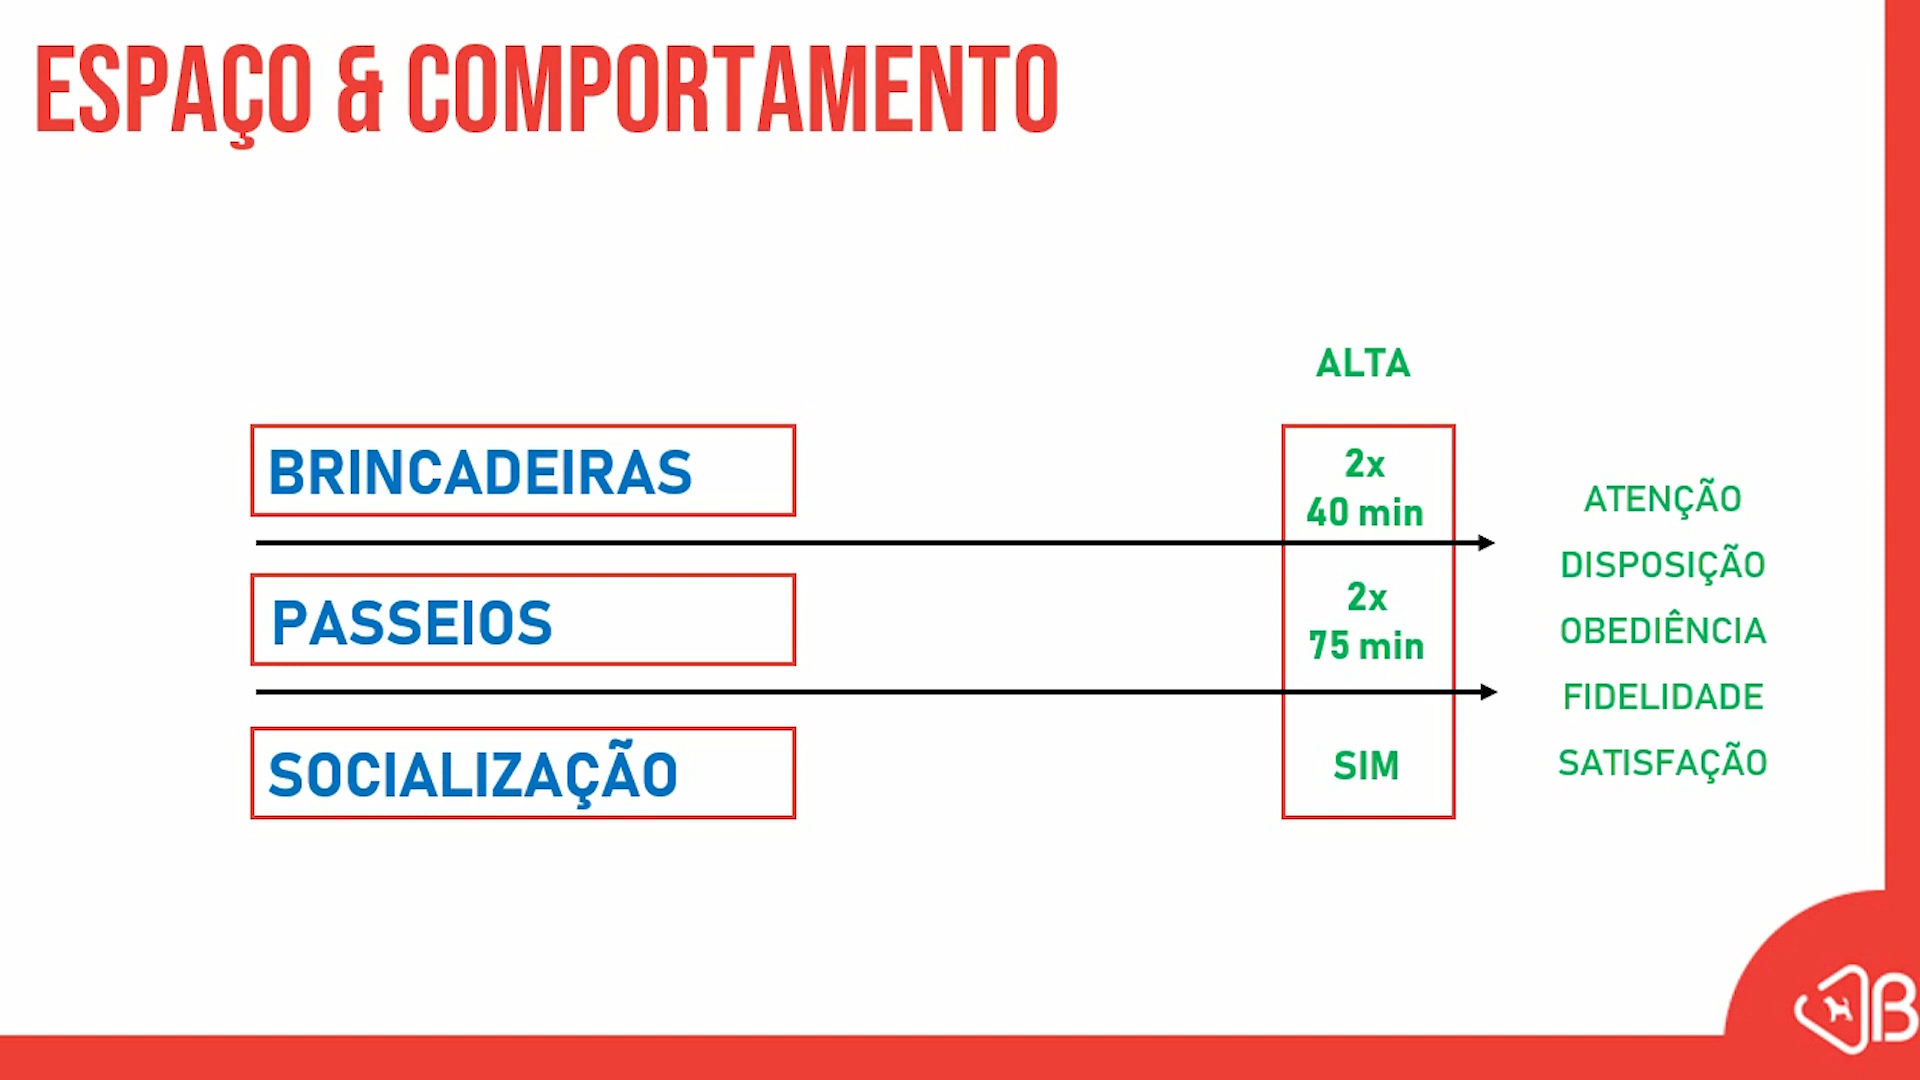 ESPAÇO & COMPORTAMENTO
ALTA
BRINCADEIRAS
2x
40 min
PASSEIOS
2x
75 min
SOCIALIZAÇÃO
SIM
ATENÇÃO
DISPOSIÇÃO
OBEDIÊNCIA
FIDELIDADE
SATISFAÇÃO
B